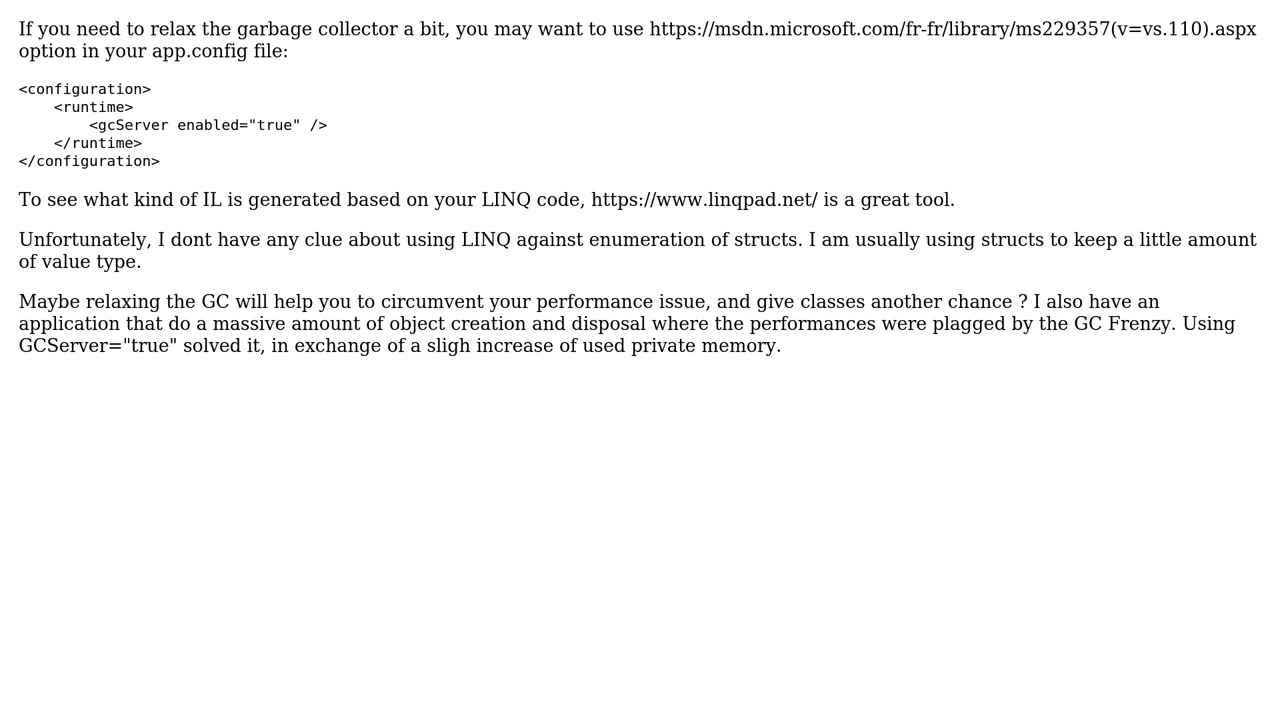 If you need to relax the garbage collector a bit, you may want to use https://msdn.microsoft.com/fr-fr/library/ms229357(v=vs.110).aspx
option in your app.config file:
<configuration>
    <runtime>
        <gcServer enabled="true" />
    </runtime>
</configuration>
To see what kind of IL is generated based on your LINQ code, https://www.linqpad.net/ is a great tool.
Unfortunately, I dont have any clue about using LINQ against enumeration of structs. I am usually using structs to keep a little amount
of value type.
Maybe relaxing the GC will help you to circumvent your performance issue, and give classes another chance ? I also have an
application that do a massive amount of object creation and disposal where the performances were plagged by the GC Frenzy. Using
GCServer="true" solved it, in exchange of a sligh increase of used private memory.